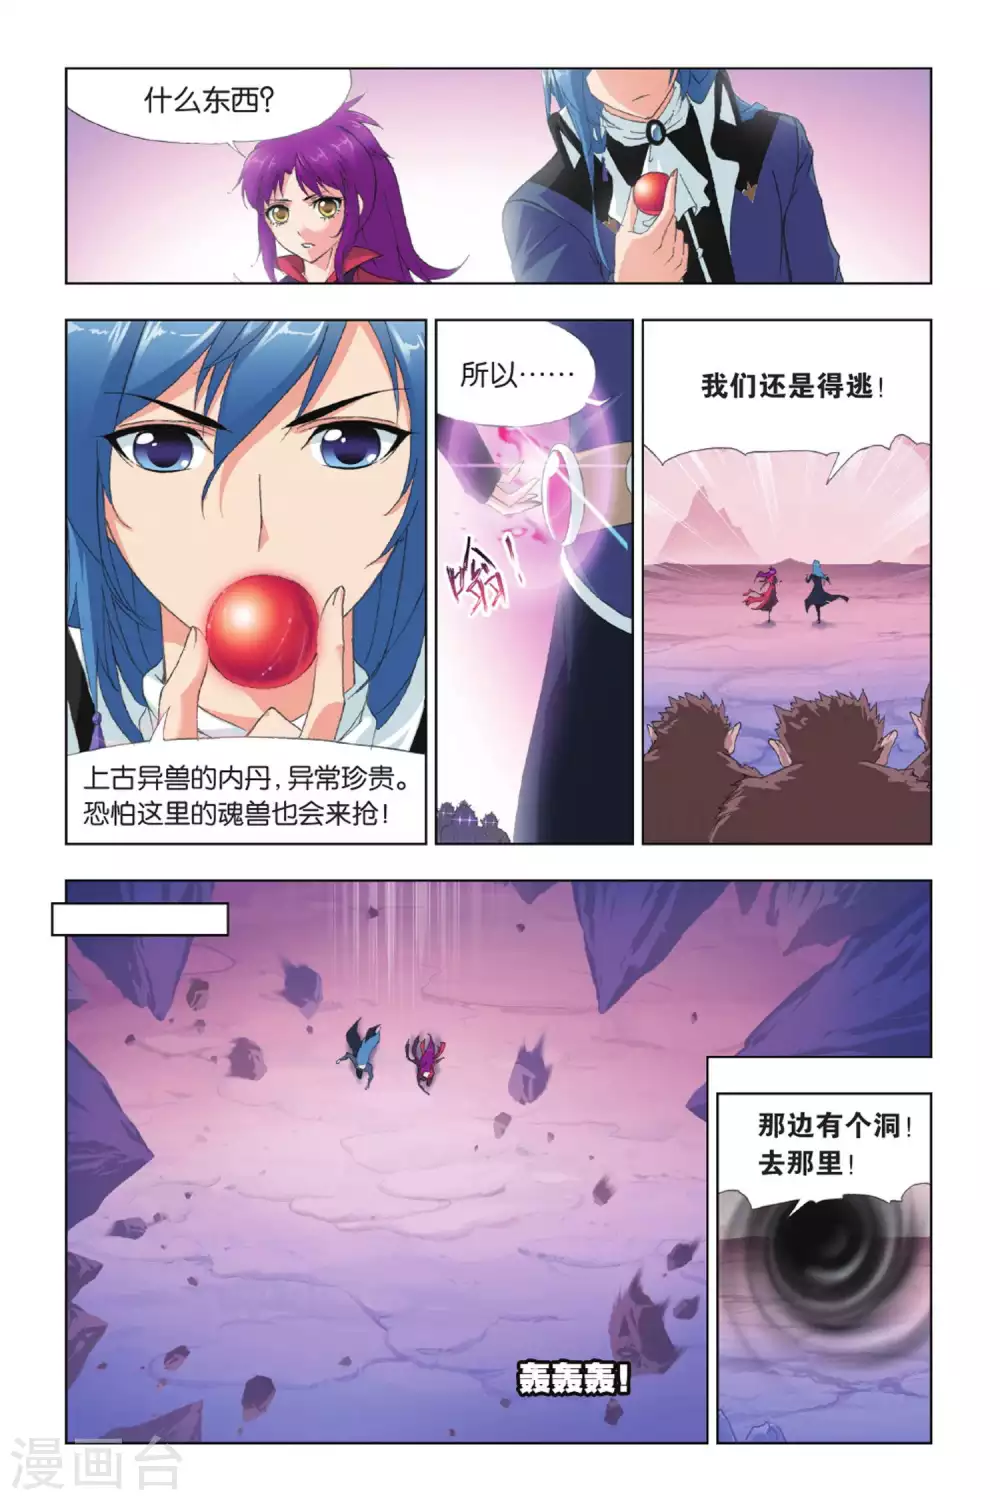 什么东西？
上古异兽的内丹，异常珍贵。
恐怕这里的魂兽也会来抢！
所以……
嗡！
我们还是得逃！
那边有个洞！
去那里！
轰轰轰！
漫画台